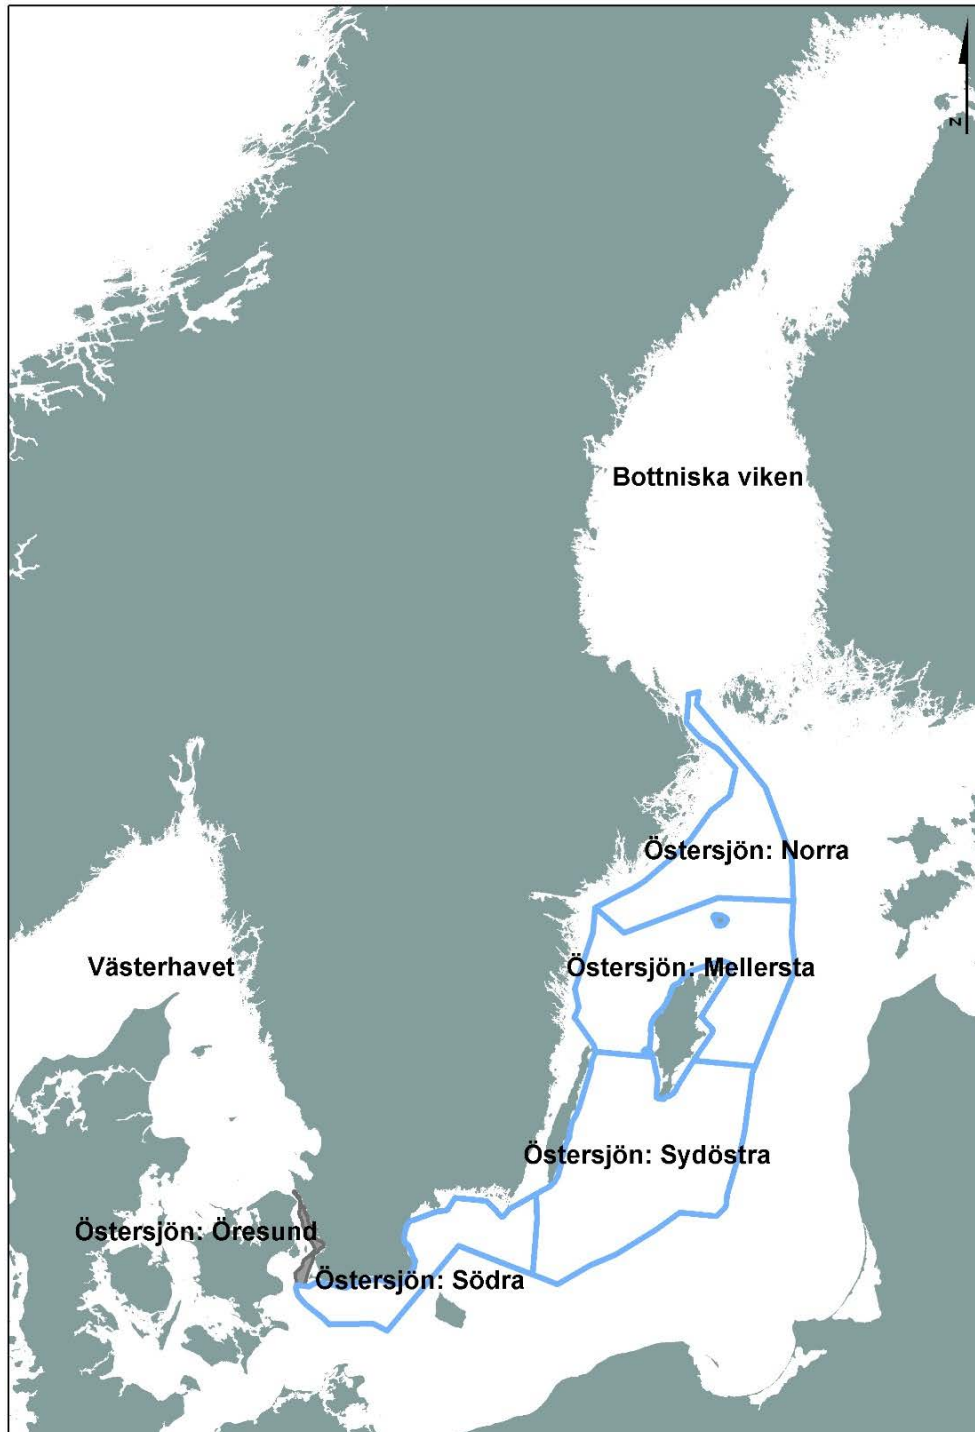 N
Bottniska viken
Östersjön: Norra
Västerhavet
Östersjön: Mellersta
Östersjön: Sydöstra
Östersjön: Öresund
Östersjön: Södra